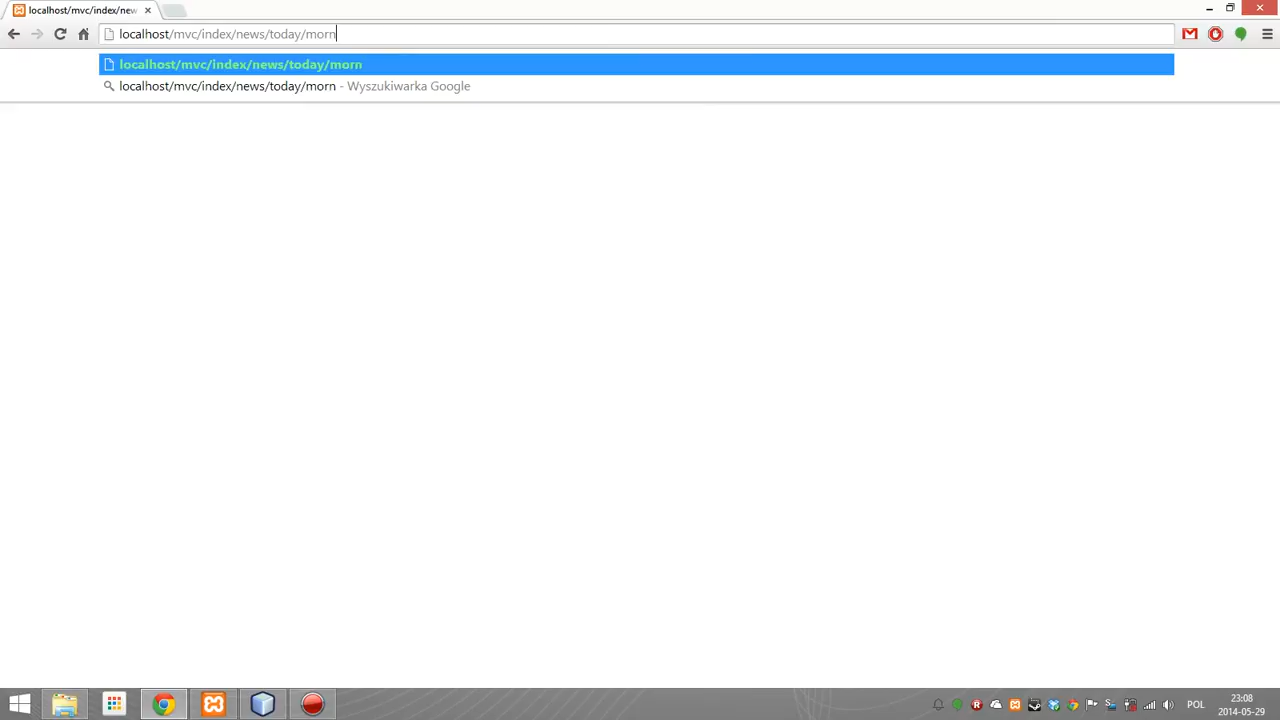 localhost/mvc/index/new
localhost/mvc/index/news/today/morn
localhost/mvc/index/news/today/morn
localhost/mvc/index/news/today/morn - Wyszukiwarka Google
POL
23:08
2014-05-29